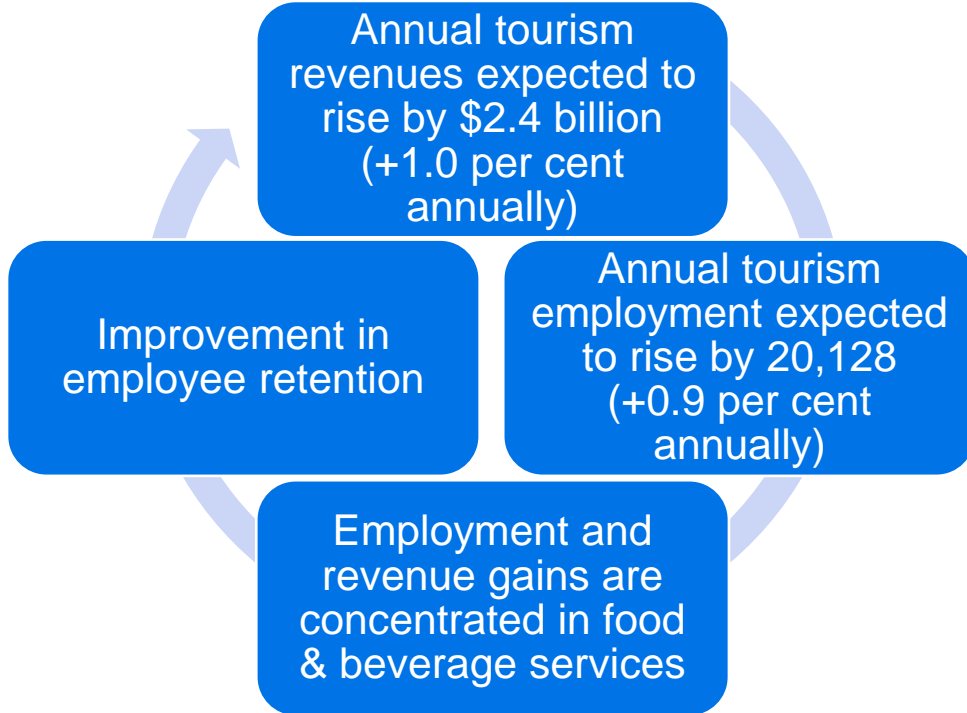 Annual tourism
revenues expected to
rise by $2.4 billion
(+1.0 per cent
annually)
Annual tourism
employment expected
to rise by 20,128
(+0.9 per cent
annually)
Employment and
revenue gains are
concentrated in food
& beverage services
Improvement in
employee retention